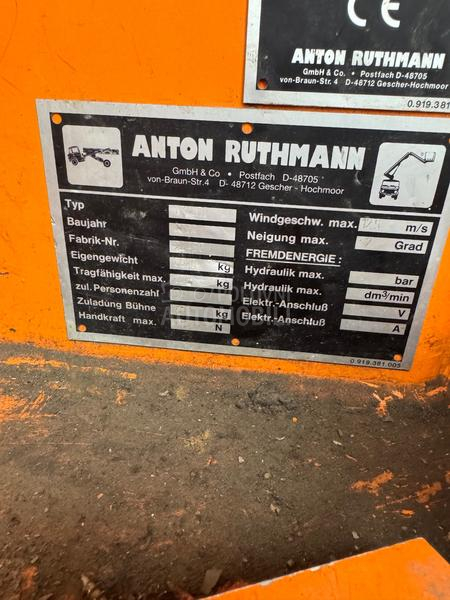 CE
ANTON RUTHMANN
GmbH & Co. • Postfach D-48705
von-Braun-Str. 4 D-48712 Gescher-Hochmoor
0.919.381
ANTON RUTHMANN
GmbH & Co • Postfach D-48705
von-Braun-Str.4 D- 48712 Gescher - Hochmoor
Typ
Baujahr
Fabrik-Nr.
Eigengewicht kg
Tragfähigkeit max. kg
zul. Personenzahl
Zuladung Bühne kg
Handkraft max. N
Windgeschw. max. m/s
Neigung max. Grad
FREMDENERGIE :
Hydraulik max. bar
Hydraulik max. dm³/min
Elektr.-Anschluß V
Elektr.-Anschluß A
0.919.381.005